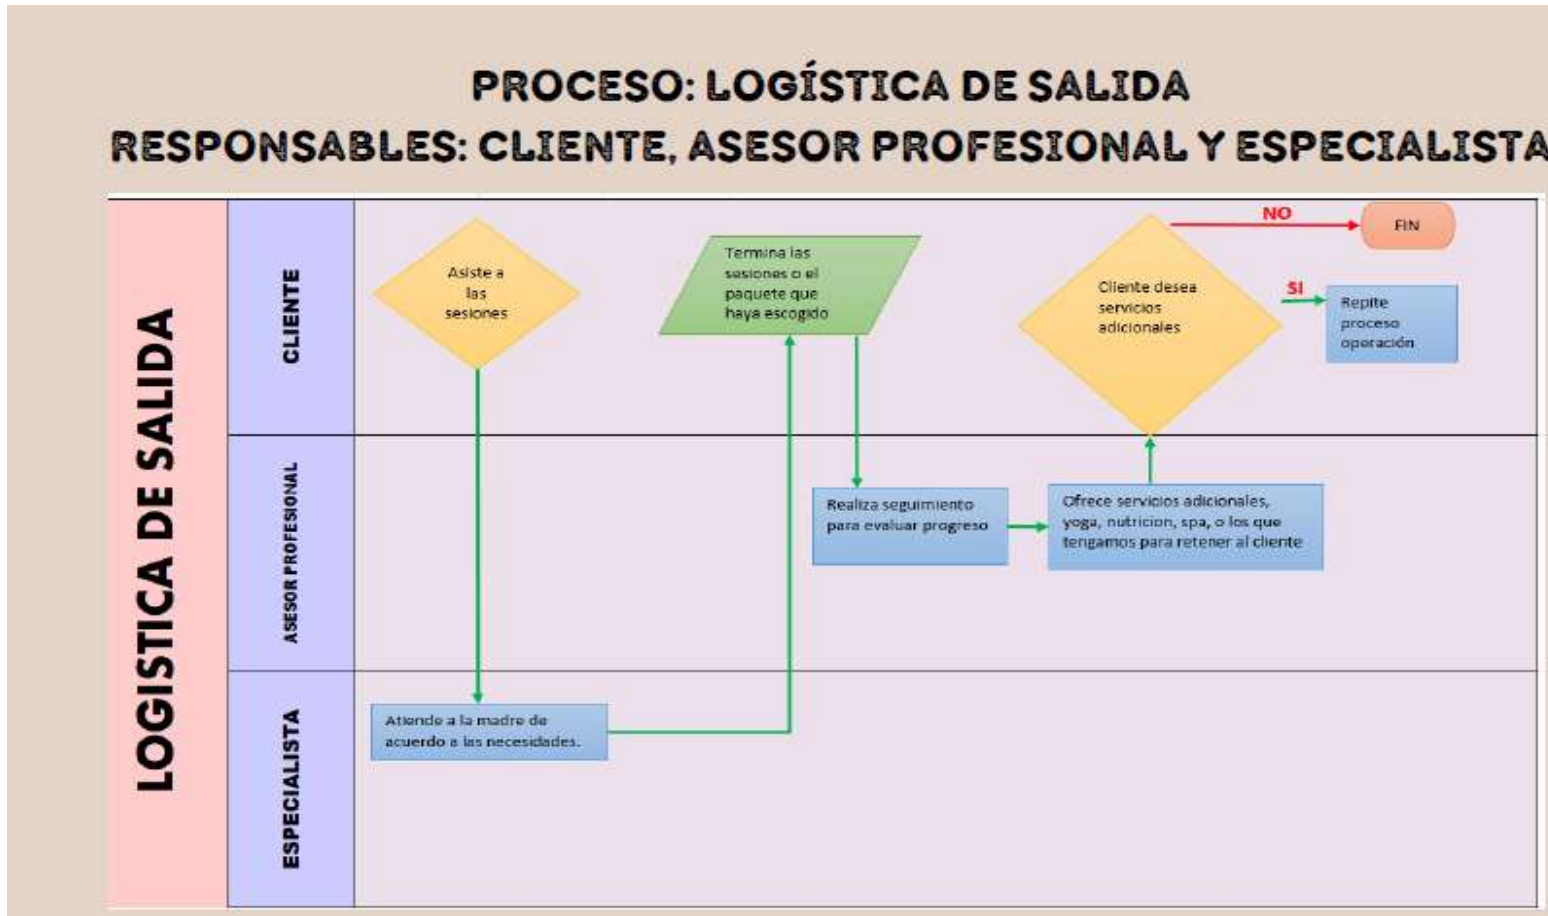 PROCESO: LOGÍSTICA DE SALIDA
RESPONSABLES: CLIENTE, ASESOR PROFESIONAL Y ESPECIALISTA
LOGISTICA DE SALIDA
CLIENTE
Asiste a
las
sesiones
Termina las
sesiones o el
paquete que
haya escogido
Cliente desea
servicios
adicionales
NO
FIN
SI
Repite
proceso
operación
ASESOR PROFESIONAL
Realiza seguimiento
para evaluar progreso
Ofrece servicios adicionales,
yoga, nutricion, spa, o los que
tengamos para retener al cliente
ESPECIALISTA
Atiende a la madre de
acuerdo a las necesidades.